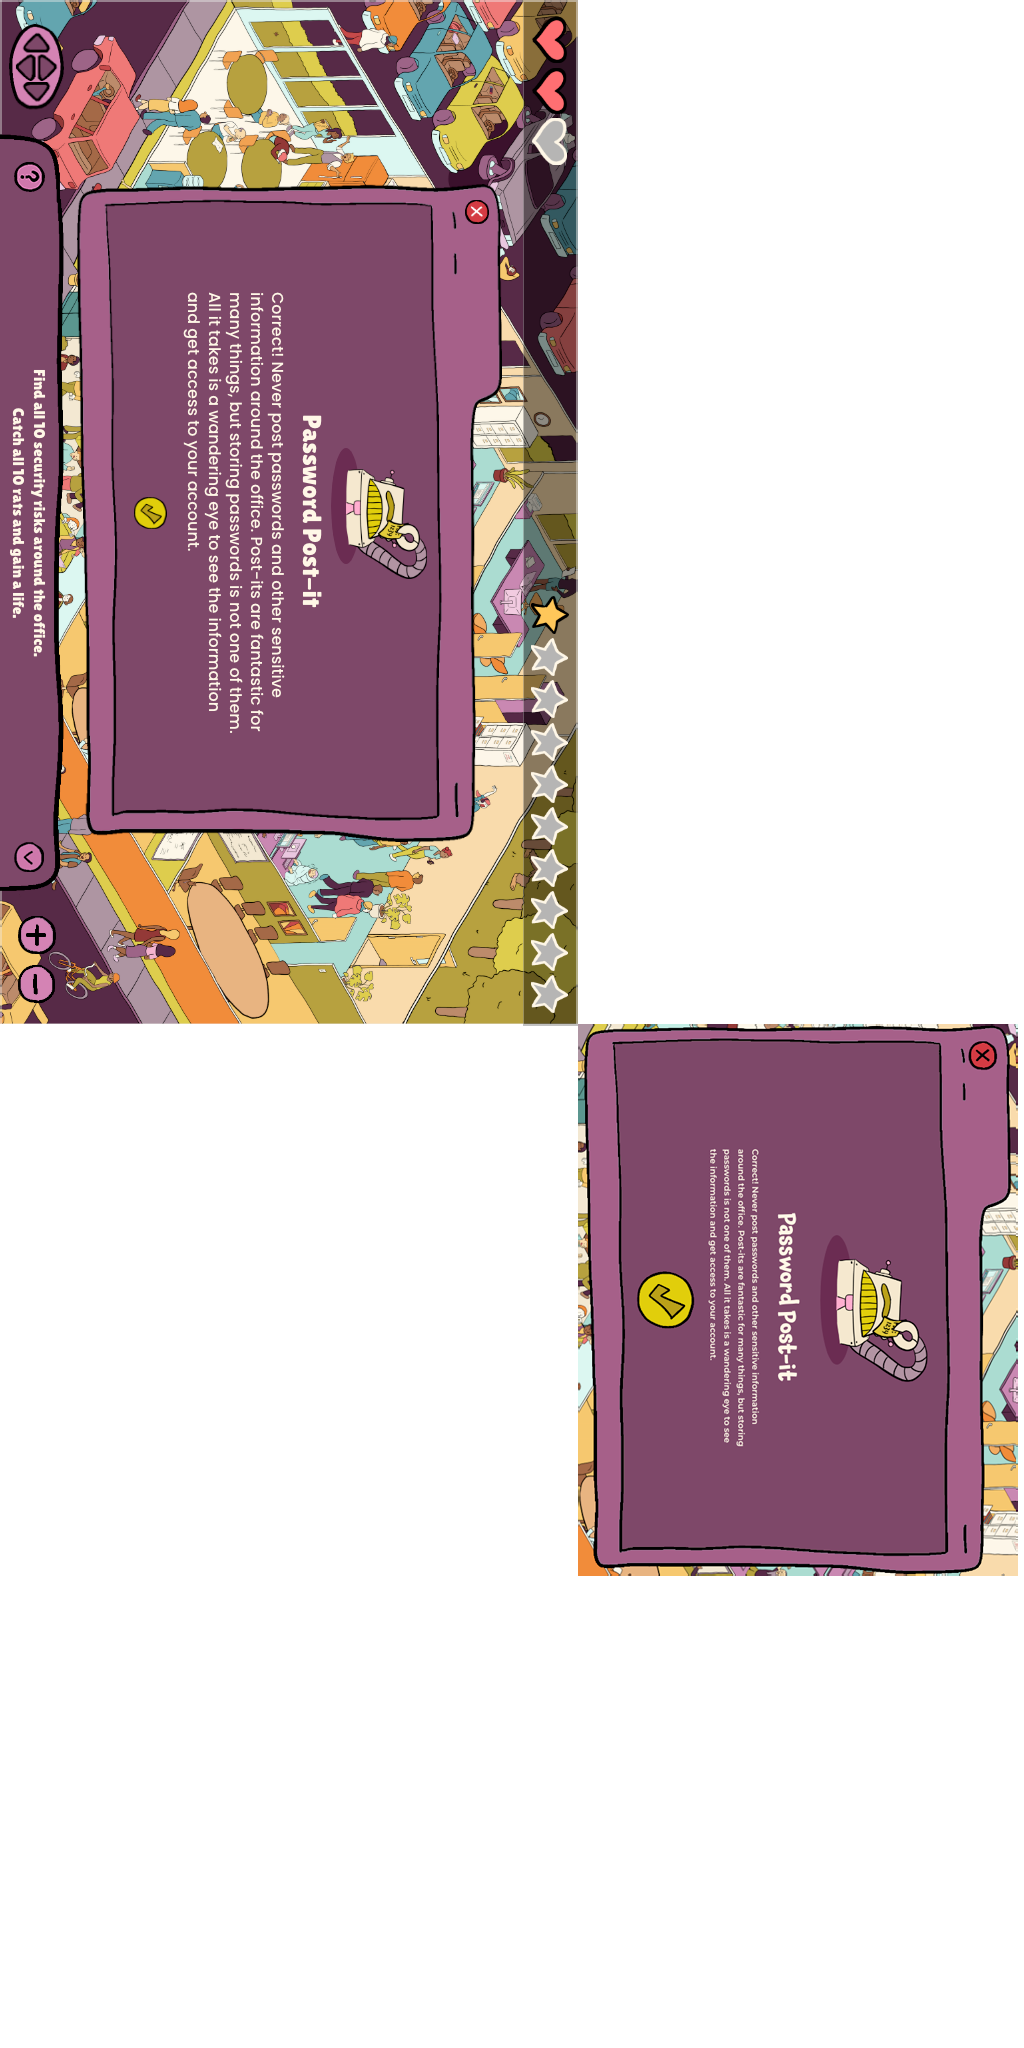 Password Post-it
Correct! Never post passwords and other sensitive
information around the office. Post-its are fantastic for
many things, but storing passwords is not one of them.
All it takes is a wandering eye to see the information
and get access to your account.
?
Find all 10 security risks around the office.
Catch all 10 rats and gain a life.
Password Post-it
Correct! Never post passwords and other sensitive information
around the office. Post-its are fantastic for many things, but storing
passwords is not one of them. All it takes is a wandering eye to see
the information and get access to your account.